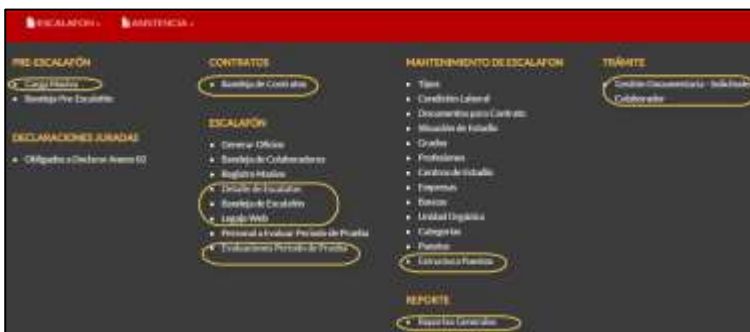 ESCALAFON
ASISTENCIA
PRE-ESCALAFÓN
Carga Masiva
Bandeja Pre-Escalafón
DECLARACIONES JURADAS
Obligados a Declarar Anexo 03
CONTRATOS
Bandeja de Contratos
ESCALAFÓN
Generar Oficios
Bandeja de Colaboradores
Registro Masivo
Detalle de Escalafon
Bandeja de Escalafón
Legajo Web
Personal a Evaluar Periodo de Prueba
Evaluaciones Periodo de Prueba
MANTENIMIENTO DE ESCALAFON
Tipos
Condición Laboral
Documentos para Contrato
Situación de Estudio
Grados
Profesiones
Centros de Estudio
Empresas
Bancos
Unidad Orgánica
Categorías
Puestos
Estructura Puestos
REPORTE
Reportes Generales
TRÁMITE
Gestión Documentaria - Solicitud
Colaborador